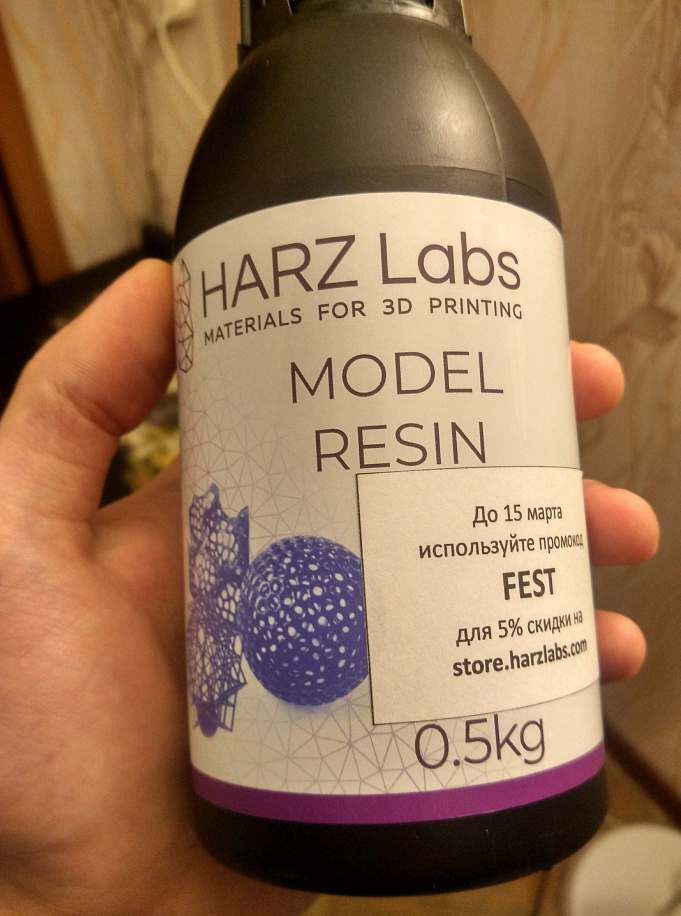 HARZ Labs
MATERIALS FOR 3D PRINTING
MODEL
RESIN
До 15 марта
используйте промокод
FEST
для 5% скидки на
store.harzlabs.com
0.5kg